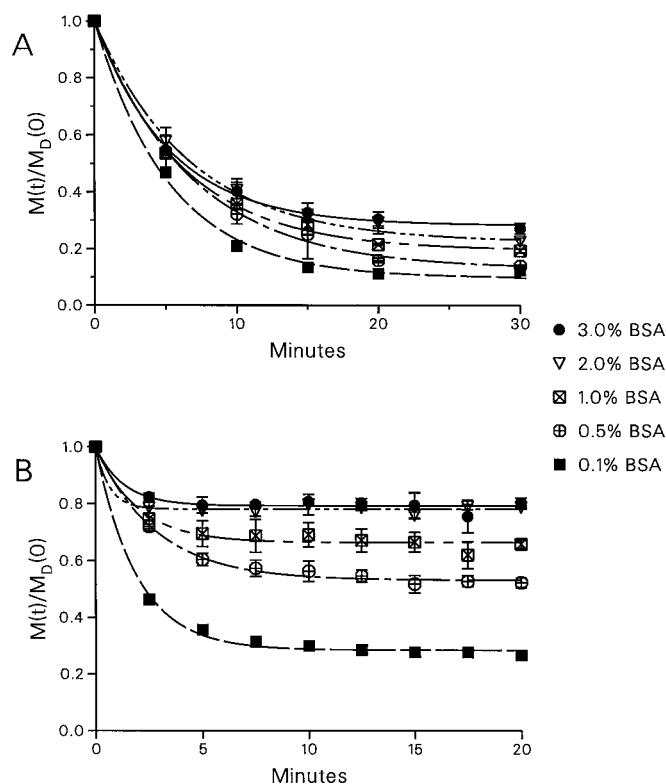 A
M(t)/M_D(0)
1.0
0.8
0.6
0.4
0.2
0.0
0 10 20 30
Minutes
3.0% BSA
2.0% BSA
1.0% BSA
0.5% BSA
0.1% BSA
B
M(t)/M_D(0)
1.0
0.8
0.6
0.4
0.2
0.0
0 5 10 15 20
Minutes